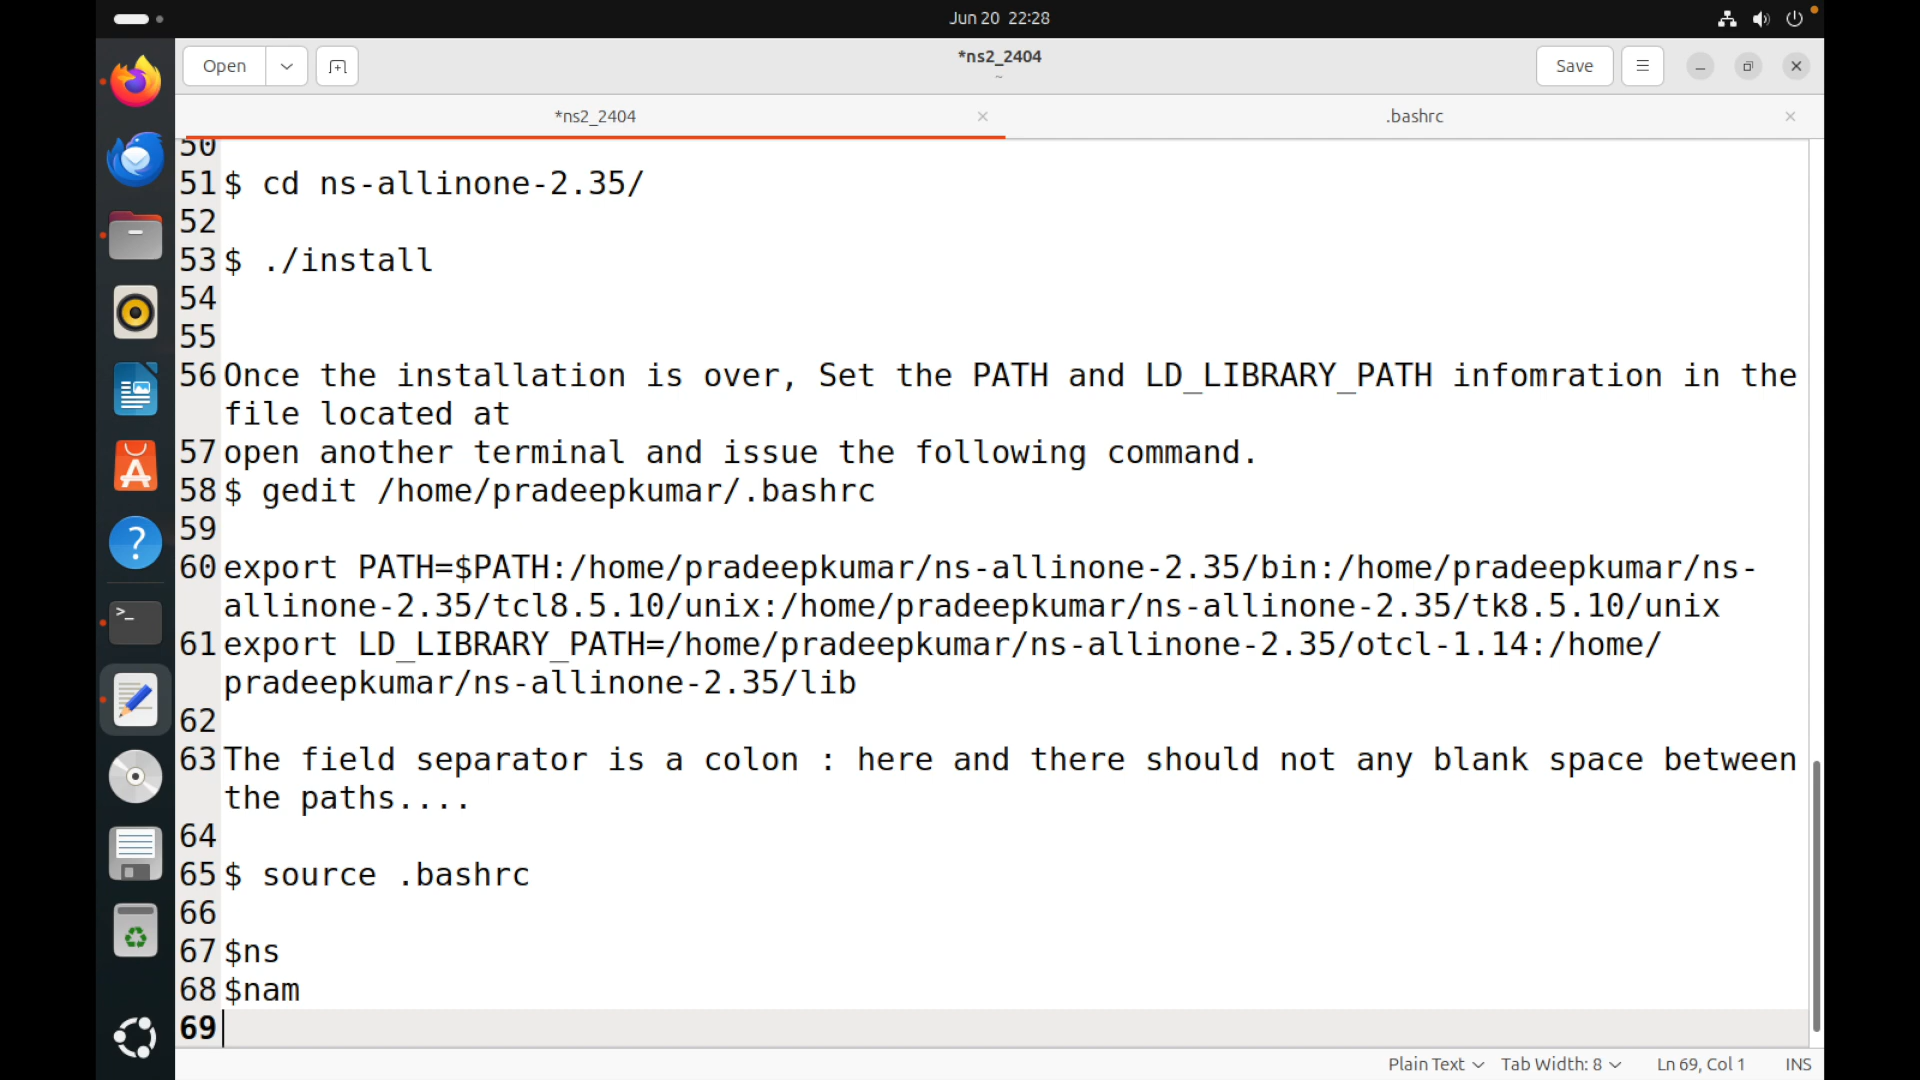 Jun 20 22:28
Open
*ns2_2404
~
Save
*ns2_2404
.bashrc
50
51 $ cd ns-allinone-2.35/
52
53 $ ./install
54
55
56 Once the installation is over, Set the PATH and LD_LIBRARY_PATH infomration in the
file located at
57 open another terminal and issue the following command.
58 $ gedit /home/pradeepkumar/.bashrc
59
60 export PATH=$PATH:/home/pradeepkumar/ns-allinone-2.35/bin:/home/pradeepkumar/ns-
allinone-2.35/tcl8.5.10/unix:/home/pradeepkumar/ns-allinone-2.35/tk8.5.10/unix
61 export LD_LIBRARY_PATH=/home/pradeepkumar/ns-allinone-2.35/otcl-1.14:/home/
pradeepkumar/ns-allinone-2.35/lib
62
63 The field separator is a colon : here and there should not any blank space between
the paths....
64
65 $ source .bashrc
66
67 $ns
68 $nam
69
Plain Text
Tab Width: 8
Ln 69, Col 1
INS